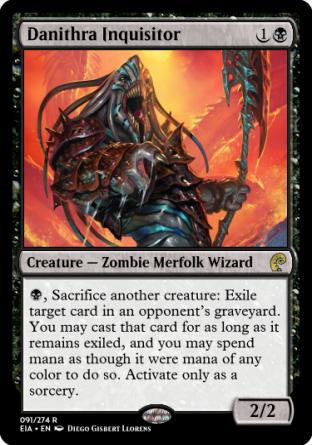 Danithra Inquisitor 1
Creature — Zombie Merfolk Wizard
, Sacrifice another creature: Exile
target card in an opponent's graveyard.
You may cast that card for as long as it
remains exiled, and you may spend
mana as though it were mana of any
color to do so. Activate only as a
sorcery.
2/2
091/274 R
EIA • EN Diego Gisbert Llorens